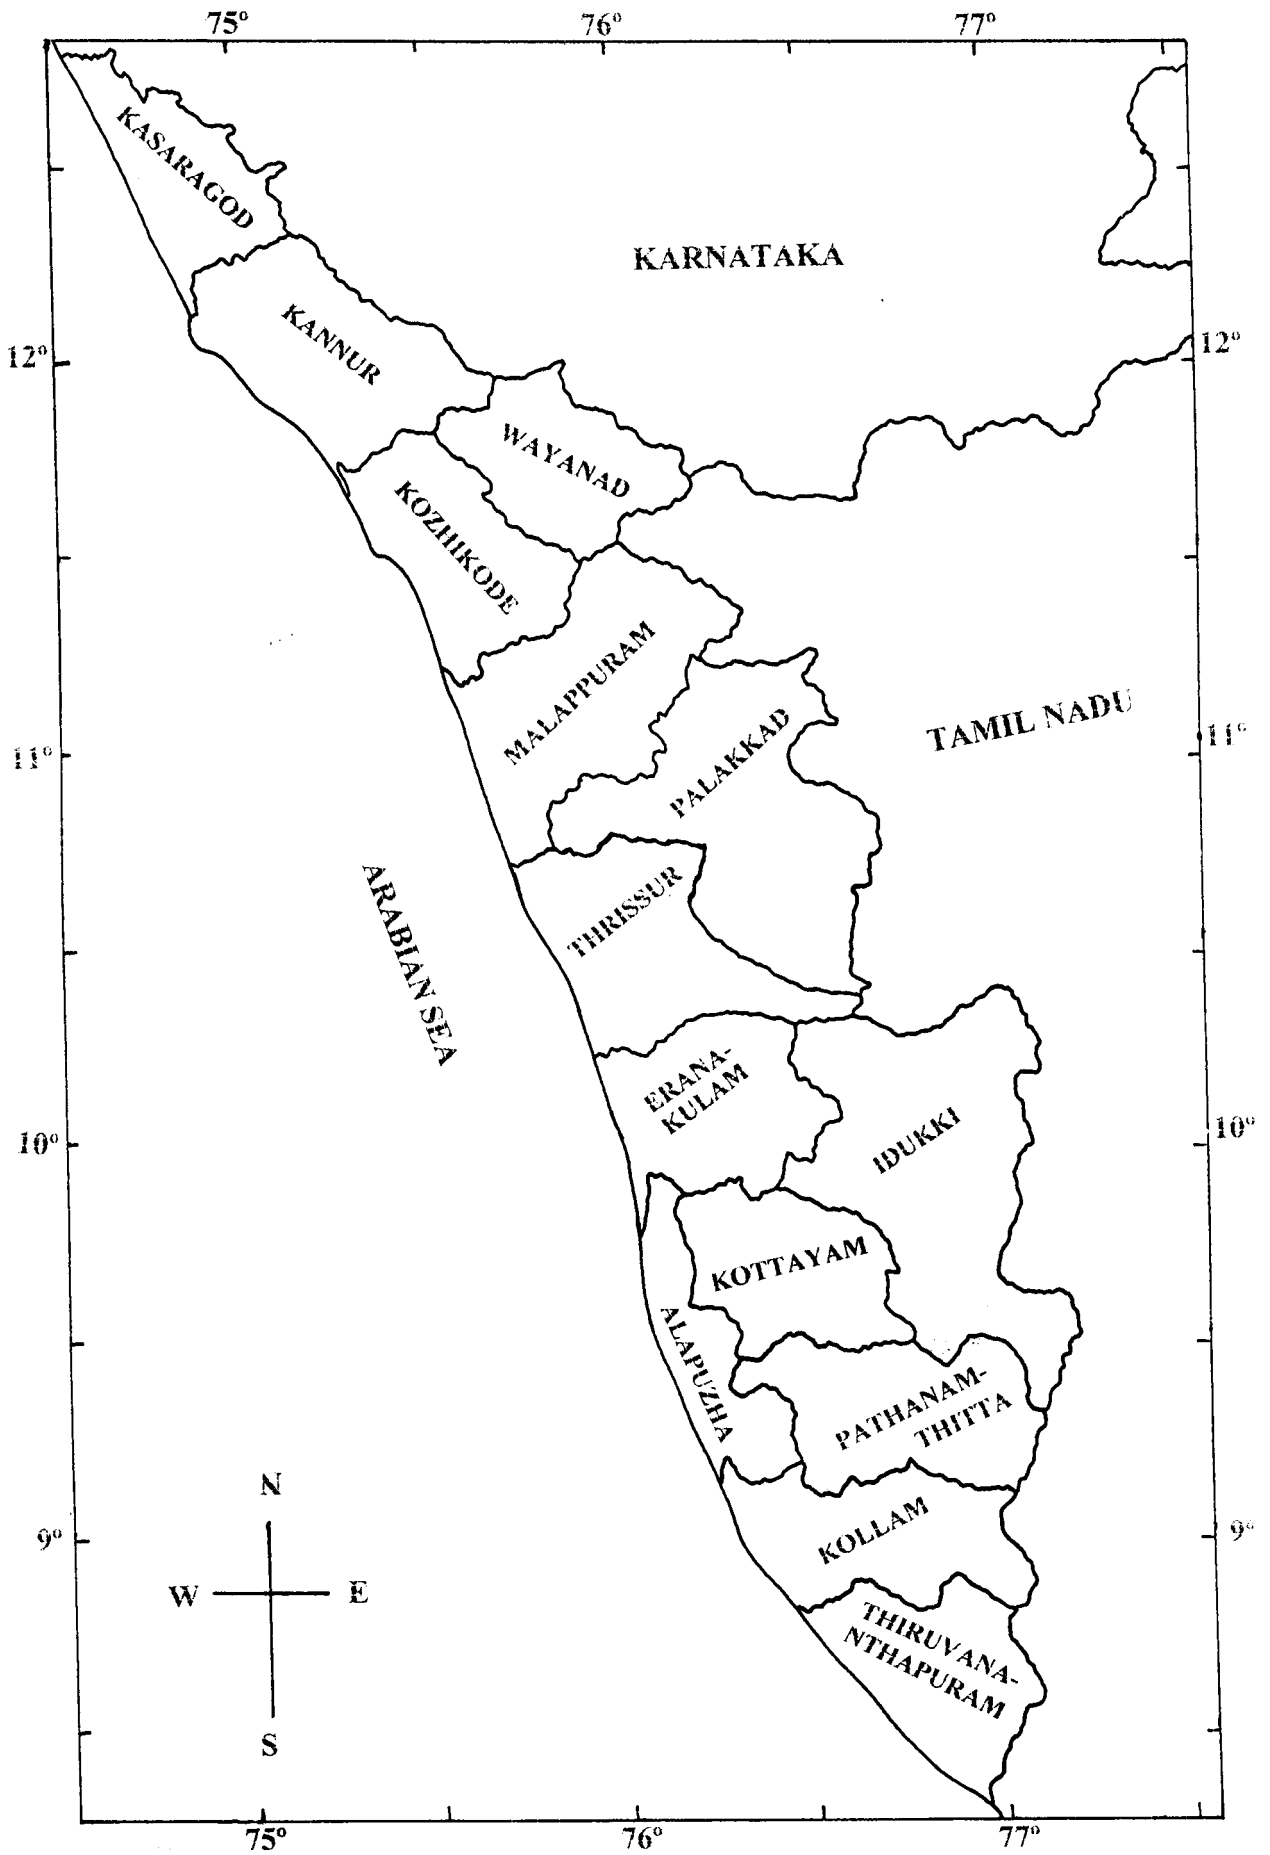 75°
76°
77°
KASARAGOD
KARNATAKA
KANNUR
12°
12°
WAYANAD
KOZHIKODE
MALAPPURAM
TAMIL NADU
11°
11°
PALAKKAD
ARABIAN SEA
THRISSUR
ERANA-
KULAM
10°
10°
IDUKKI
KOTTAYAM
ALAPUZHA
PATHANAM-
THITTA
N
KOLLAM
9°
9°
W
E
THIRUVANA-
NTHAPURAM
S
75°
76°
77°